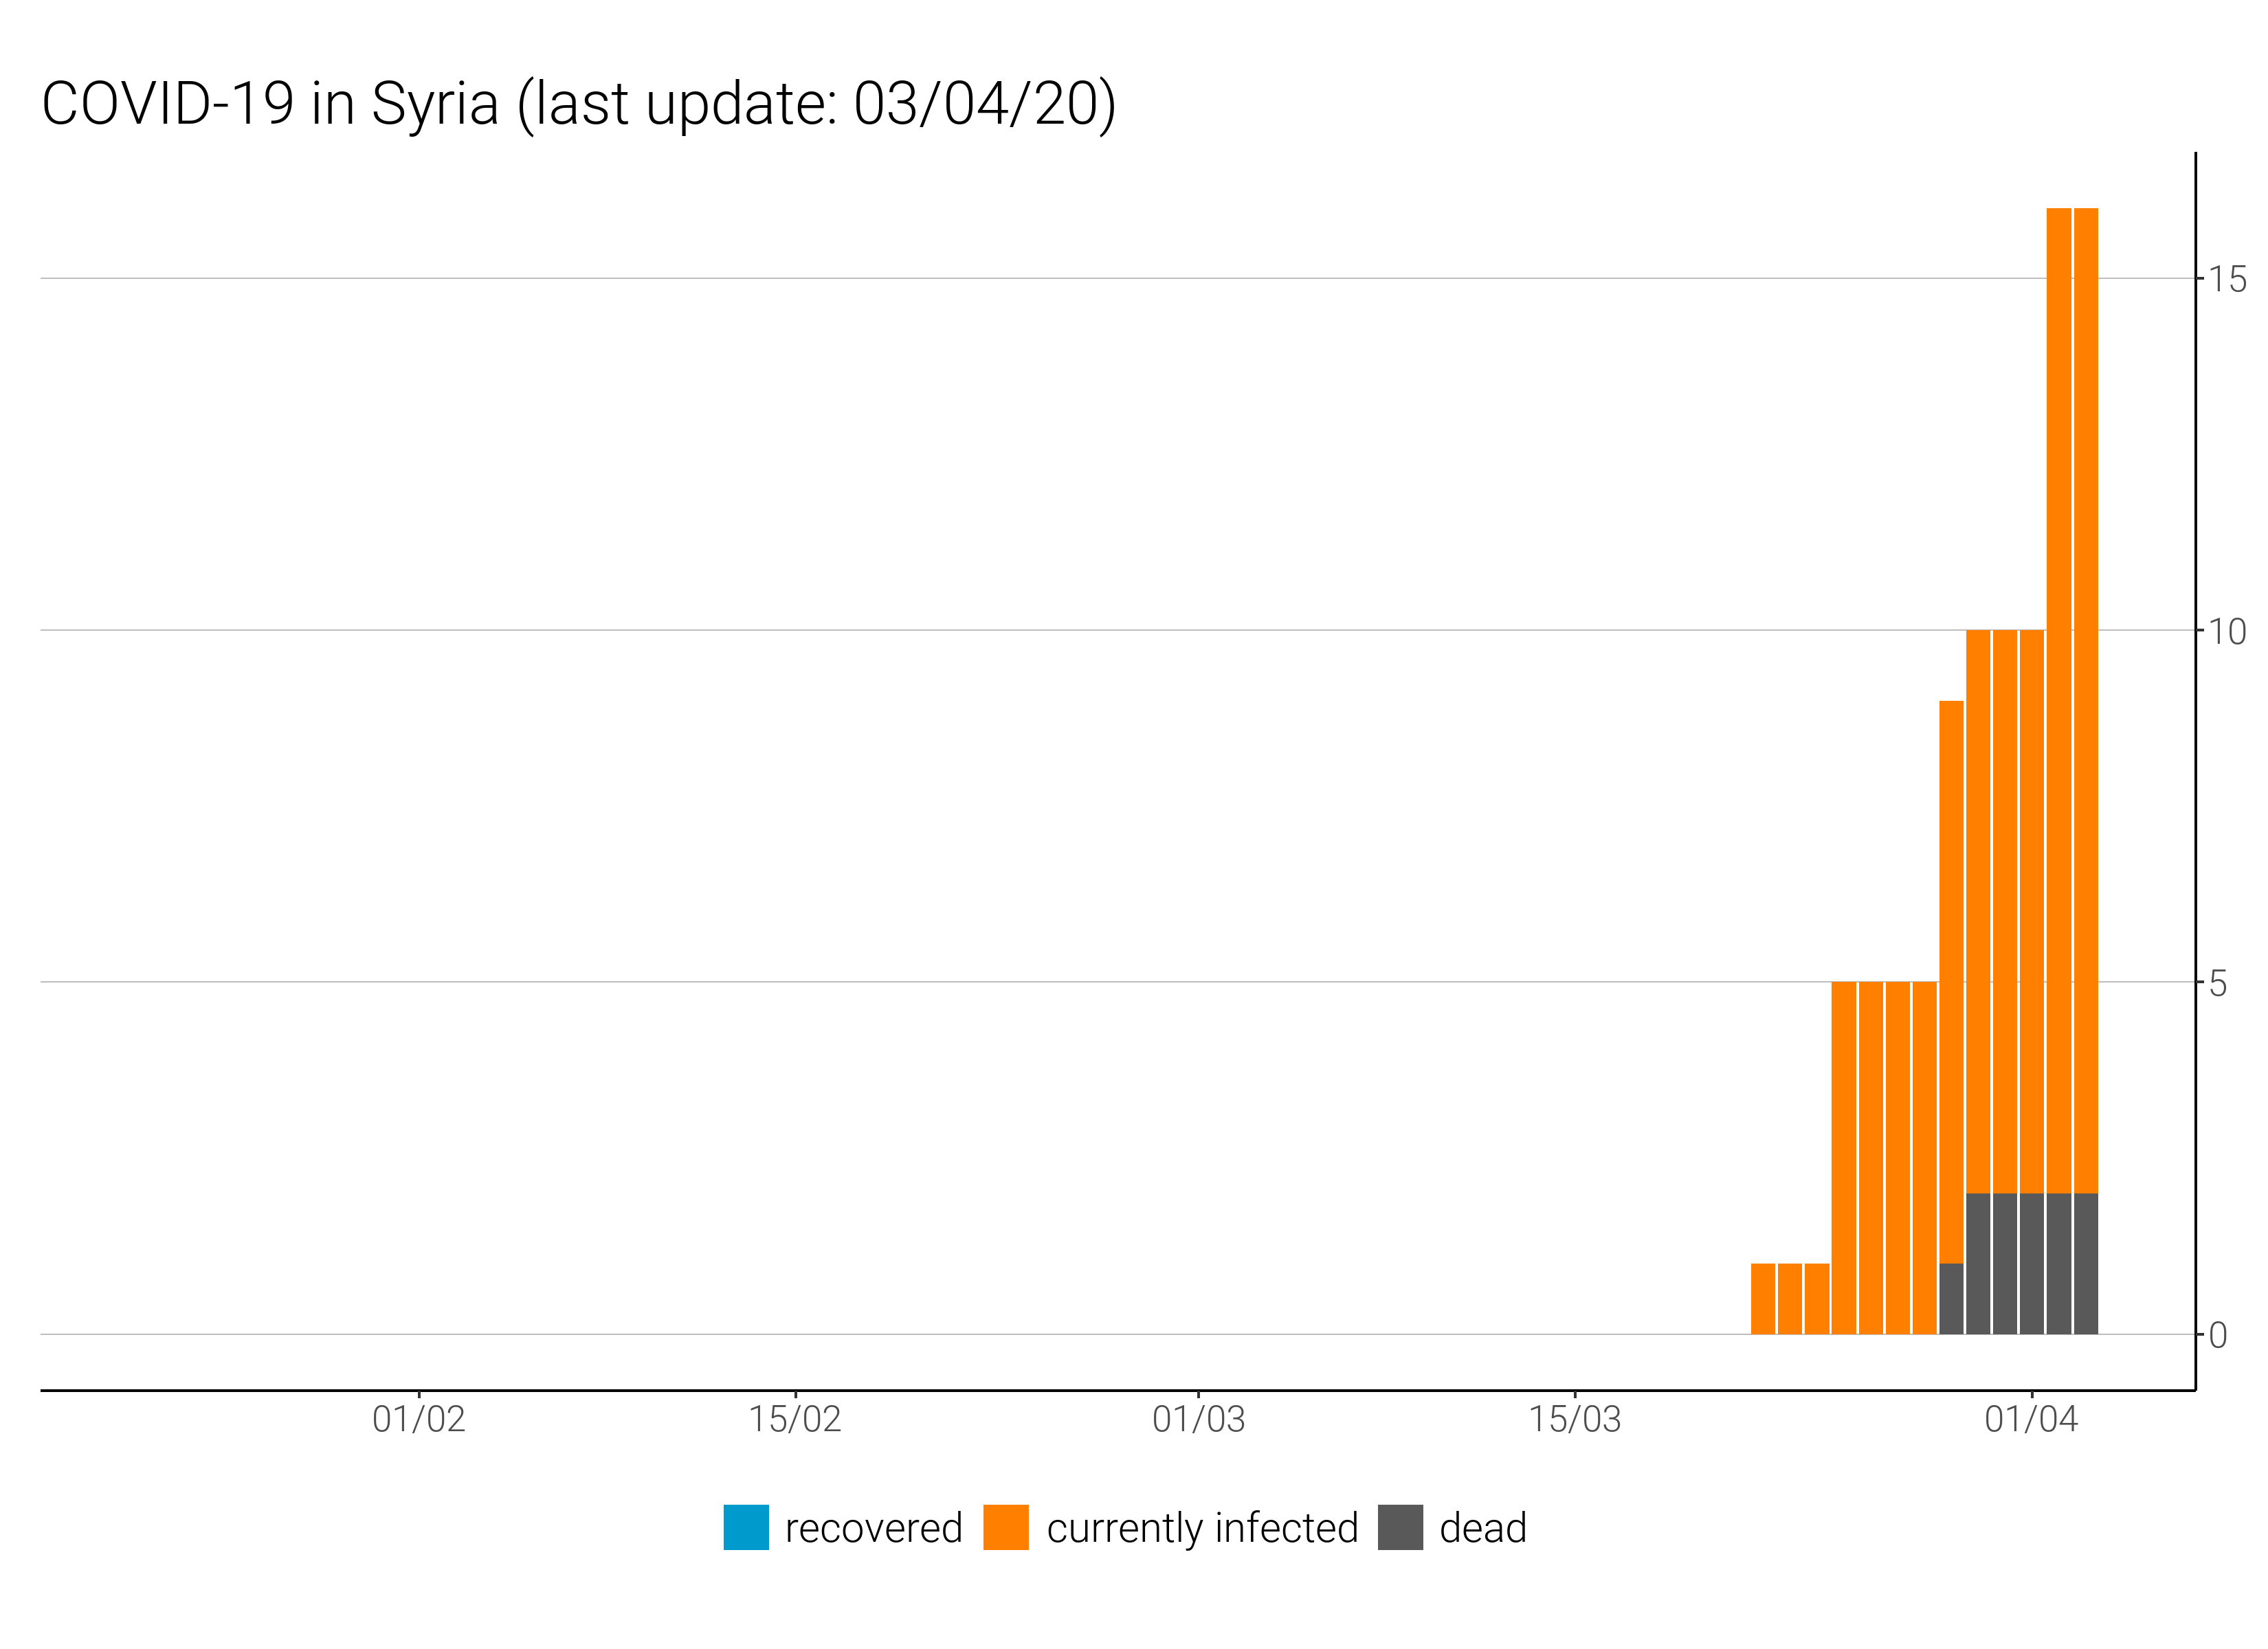 COVID-19 in Syria (last update: 03/04/20)
15
10
5
0
01/02 15/02 01/03 15/03 01/04
recovered currently infected dead